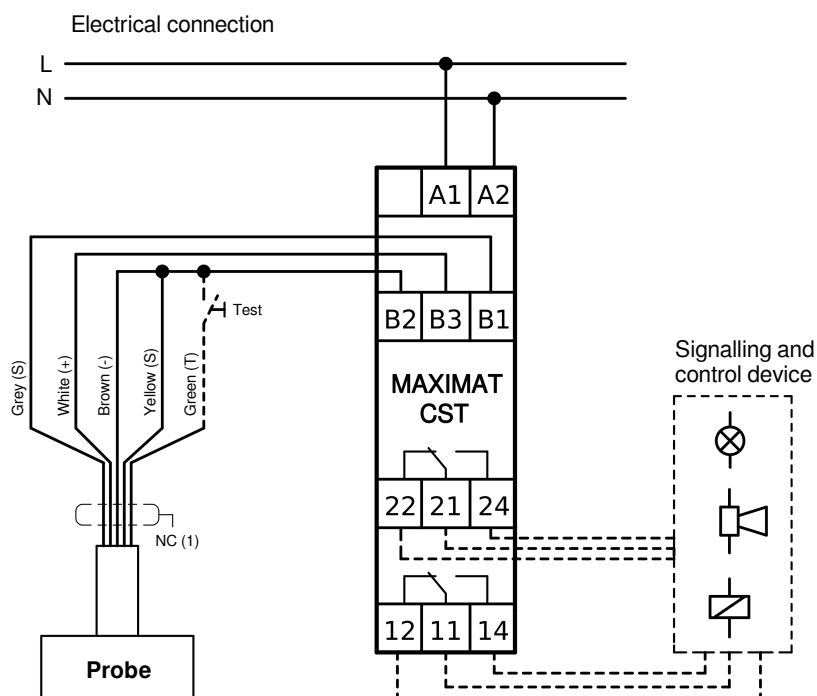 Electrical connection
L
N
A1 A2
B2 B3 B1
Test
Grey (S)
White (+)
Brown (-)
Yellow (S)
Green (T)
MAXIMAT
CST
Signalling and
control device
22 21 24
NC (1)
12 11 14
Probe